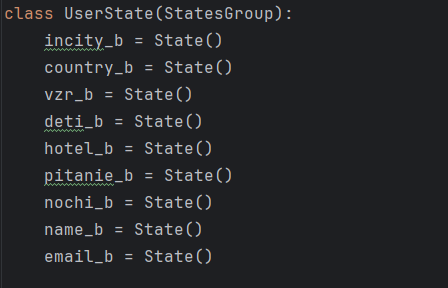 class UserState(StatesGroup):
    incity_b = State()
    country_b = State()
    vzr_b = State()
    deti_b = State()
    hotel_b = State()
    pitanie_b = State()
    nochi_b = State()
    name_b = State()
    email_b = State()